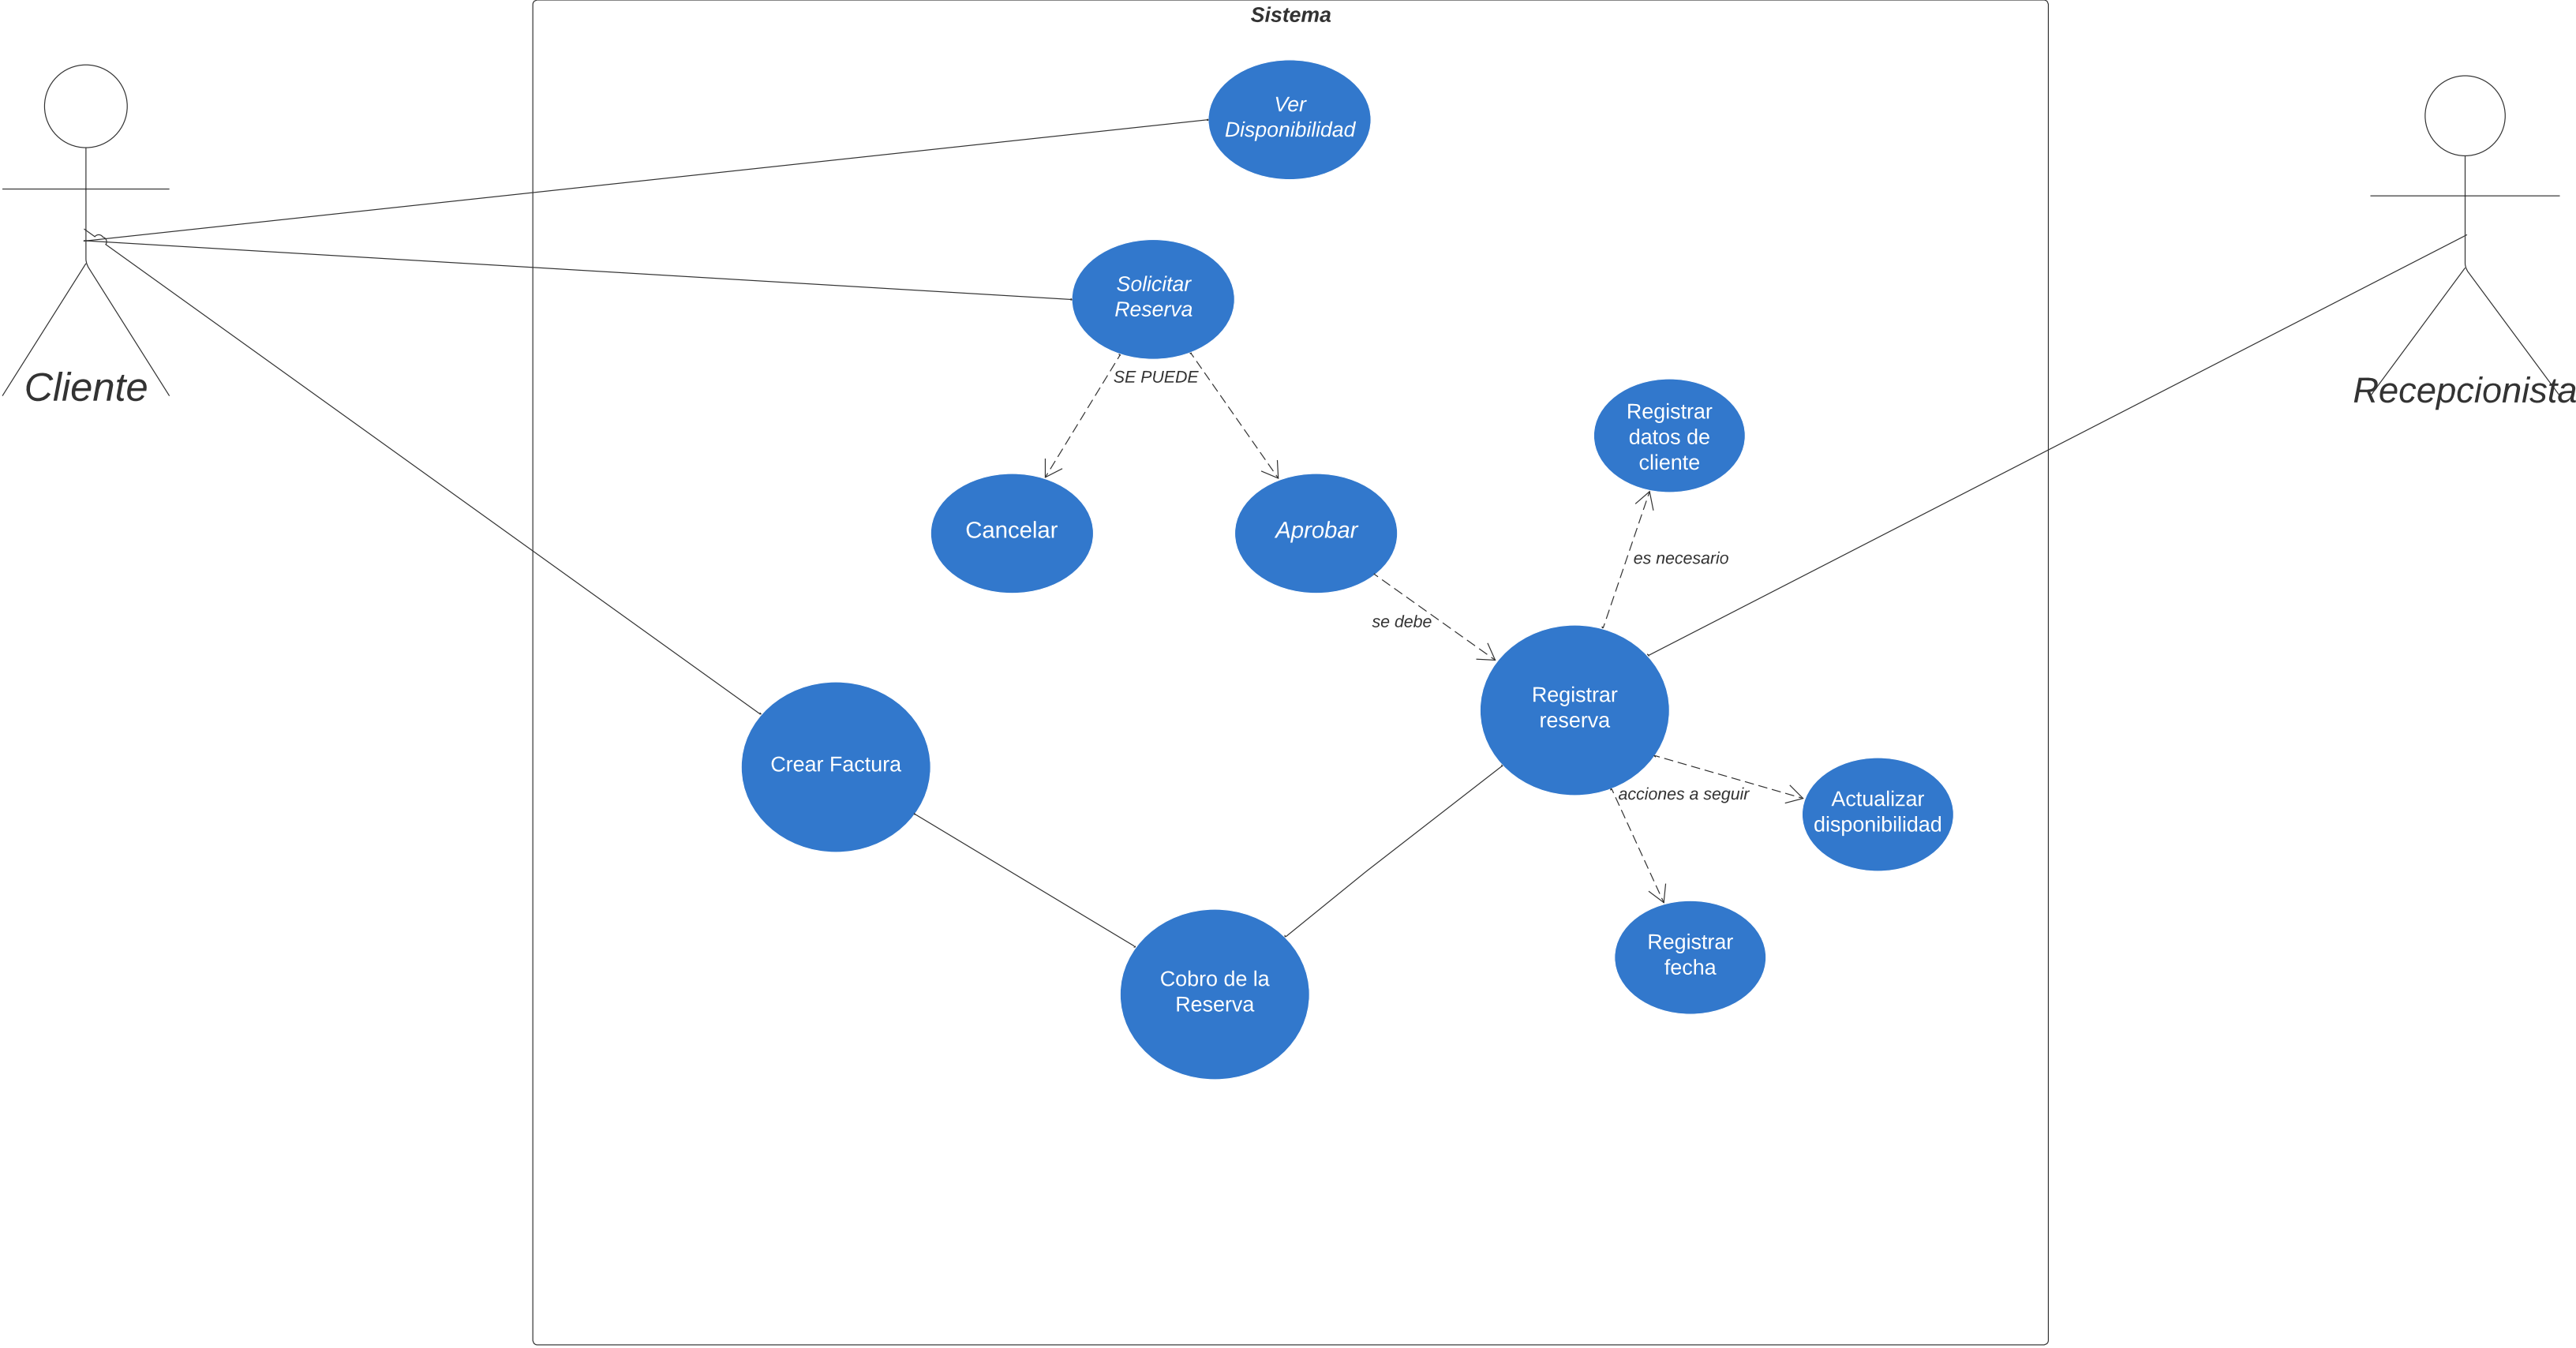 Sistema
Ver
Disponibilidad
Solicitar
Reserva
SE PUEDE
Cliente
Recepcionista
Registrar
datos de
cliente
Cancelar
Aprobar
es necesario
se debe
Registrar
reserva
Crear Factura
acciones a seguir
Actualizar
disponibilidad
Registrar
fecha
Cobro de la
Reserva